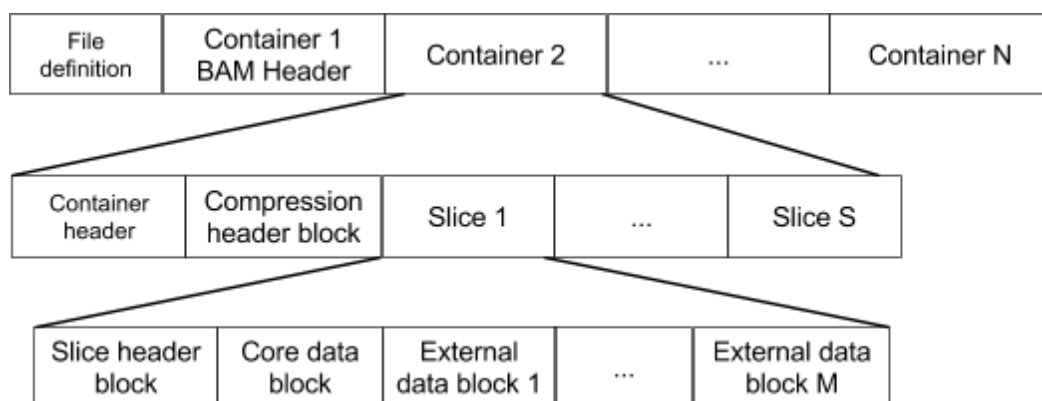 File
definition
Container 1
BAM Header
Container 2
...
Container N
Container
header
Compression
header block
Slice 1
...
Slice S
Slice header
block
Core data
block
External
data block 1
...
External data
block M